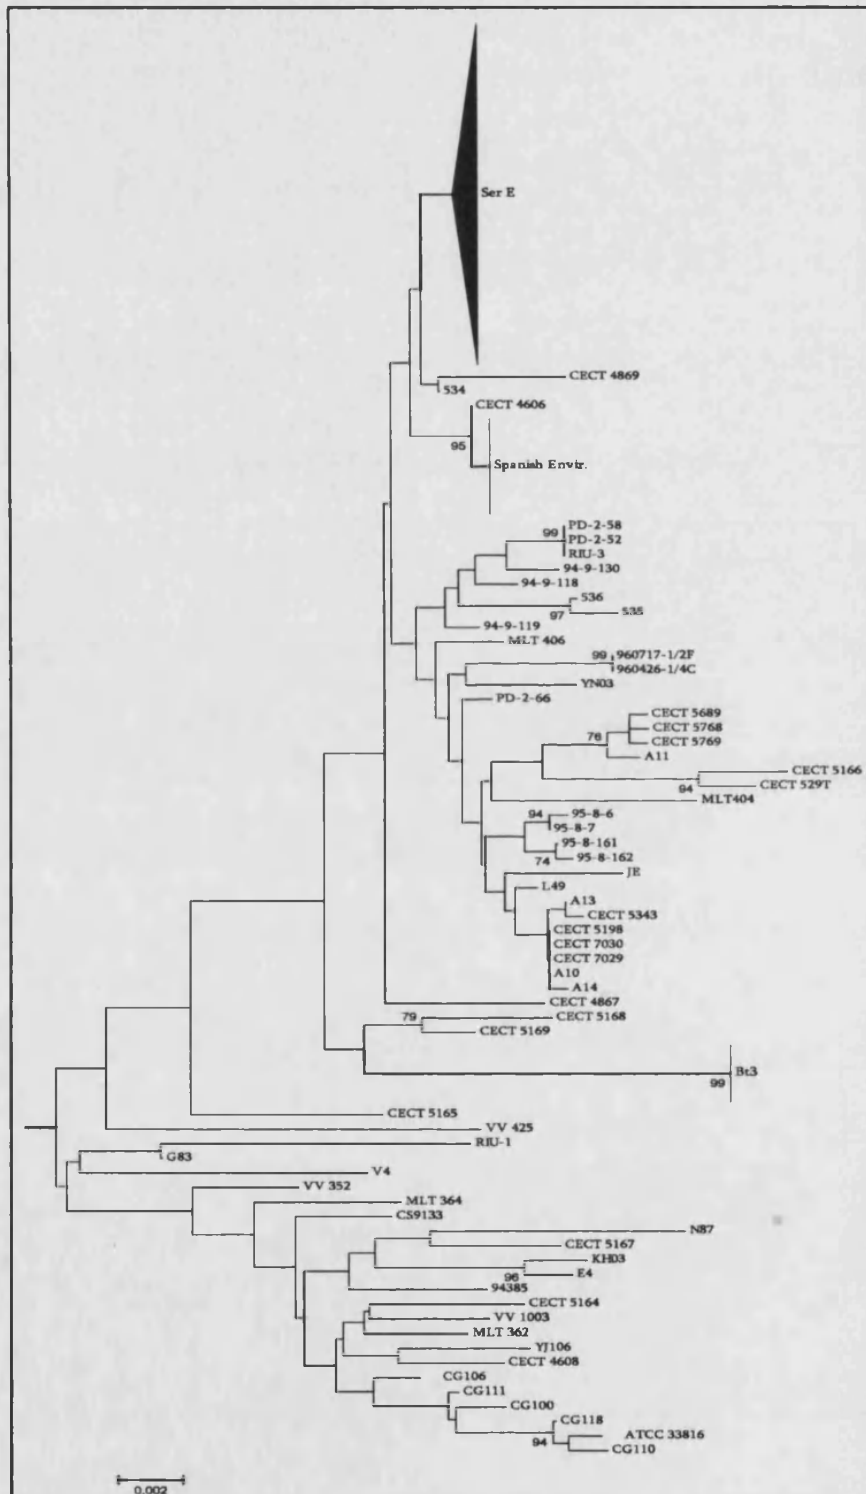 Ser E
CECT 4869
534
CECT 4606
95
Spanish Envir.
PD-2-58
99
PD-2-52
RIU-3
94-9-130
94-9-118
536
97
535
94-9-119
MLT 406
99
960717-1/2F
960426-1/4C
YN03
PD-2-66
CECT 5689
CECT 5768
76
CECT 5769
A11
CECT 5166
94
CECT 529T
MLT404
94
95-8-6
95-8-7
95-8-161
74
95-8-162
JE
L49
A13
CECT 5343
CECT 5198
CECT 7030
CECT 7029
A10
A14
CECT 4867
79
CECT 5168
CECT 5169
Bt3
99
CECT 5165
VV 425
RIU-1
G83
V4
VV 352
MLT 364
CS9133
N87
CECT 5167
KH03
96
E4
94385
CECT 5164
VV 1003
MLT 362
YJ106
CECT 4608
CG106
CG111
CG100
CG118
ATCC 33816
94
CG110
0.002